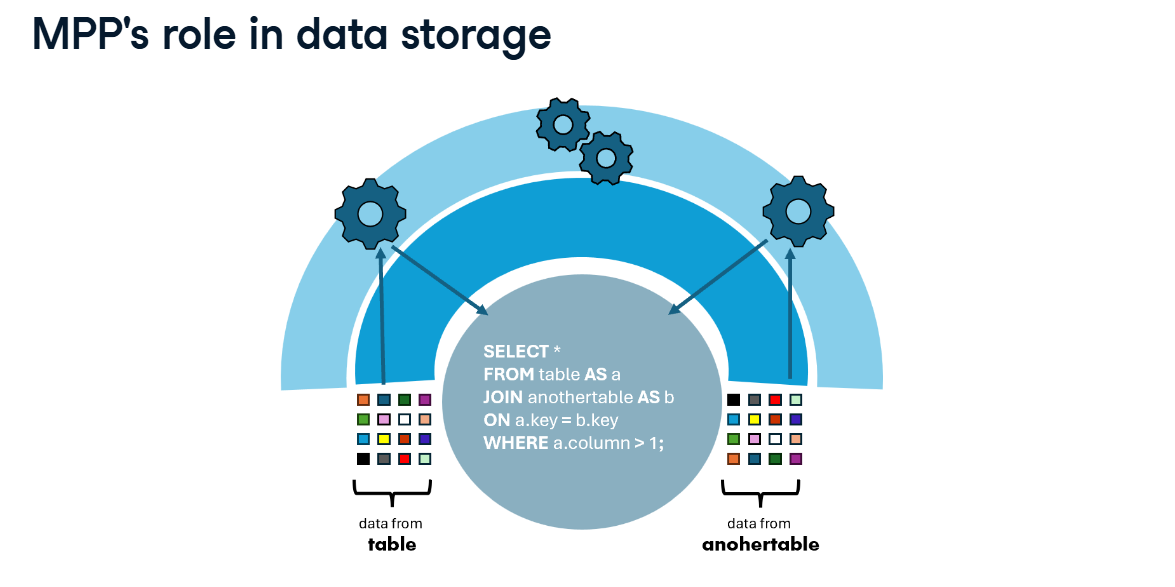 MPP's role in data storage
SELECT *
FROM table AS a
JOIN anothertable AS b
ON a.key = b.key
WHERE a.column > 1;
data from
table
data from
anohertable